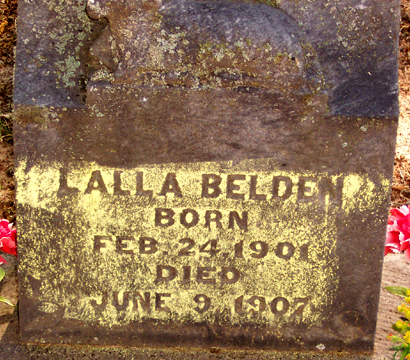 LALLA BELDEN
BORN
FEB. 24, 1901
DIED
JUNE 9 1907